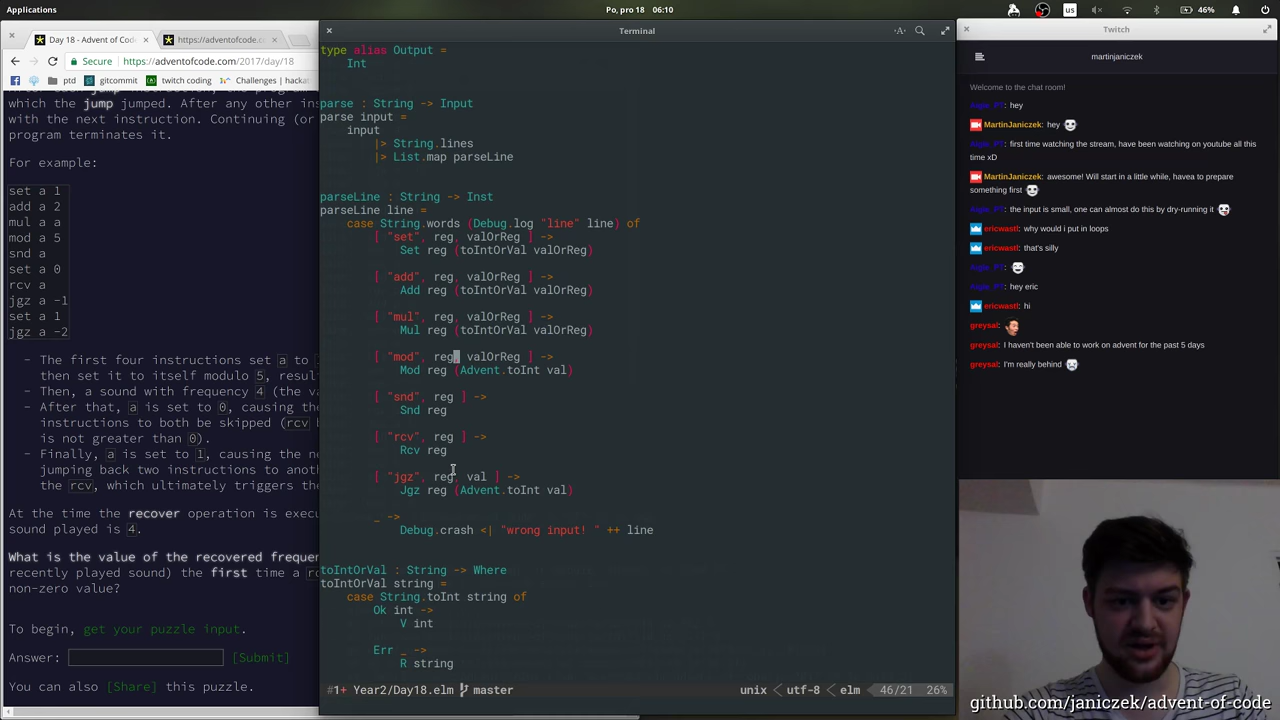 Applications
Po, pro 18 06:10
us
46%
Day 18 - Advent of Cod
https://adventofcode.c
Secure
https://adventofcode.com/2017/day/18
ptd
gitcommit
twitch coding
Challenges | hacka
which the jump jumped. After any other ins
with the next instruction. Continuing (or
program terminates it.
For example:
set a 1
add a 2
mul a a
mod a 5
snd a
set a 0
rcv a
jgz a -1
set a 1
jgz a -2
- The first four instructions set a to
then set it to itself modulo 5, resul
- Then, a sound with frequency 4 (the va
- After that, a is set to 0, causing the
instructions to both be skipped (rcv b
is not greater than 0).
- Finally, a is set to 1, causing the ne
jumping back two instructions to anot
the rcv, which ultimately triggers the
At the time the recover operation is execu
sound played is 4.
What is the value of the recovered frequen
recently played sound) the first time a rc
non-zero value?
To begin, get your puzzle input.
Answer:
[Submit]
You can also [Share] this puzzle.
Terminal
type alias Output =
Int
parse : String -> Input
parse input =
input
|> String.lines
|> List.map parseLine
parseLine : String -> Inst
parseLine line =
case String.words (Debug.log "line" line) of
[ "set", reg, valOrReg ] ->
Set reg (toIntOrVal valOrReg)
[ "add", reg, valOrReg ] ->
Add reg (toIntOrVal valOrReg)
[ "mul", reg, valOrReg ] ->
Mul reg (toIntOrVal valOrReg)
[ "mod", reg, valOrReg ] ->
Mod reg (Advent.toInt val)
[ "snd", reg ] ->
Snd reg
[ "rcv", reg ] ->
Rcv reg
[ "jgz", reg, val ] ->
Jgz reg (Advent.toInt val)
_ ->
Debug.crash <| "wrong input! " ++ line
toIntOrVal : String -> Where
toIntOrVal string =
case String.toInt string of
Ok int ->
V int
Err _ ->
R string
#1+ Year2/Day18.elm master
unix < utf-8 < elm
46/21
26%
Twitch
martinjaniczek
Welcome to the chat room!
hey
MartinJaniczek: hey
first time watching the stream, have been watching on youtube all this
time xD
MartinJaniczek: awesome! Will start in a little while, havea to prepare
something first
the input is small, one can almost do this by dry-running it
ericwastl: why would i put in loops
ericwastl: that's silly
hey eric
ericwastl: hi
greysal:
greysal: I haven't been able to work on advent for the past 5 days
greysal: I'm really behind
github.com/janiczek/advent-of-code